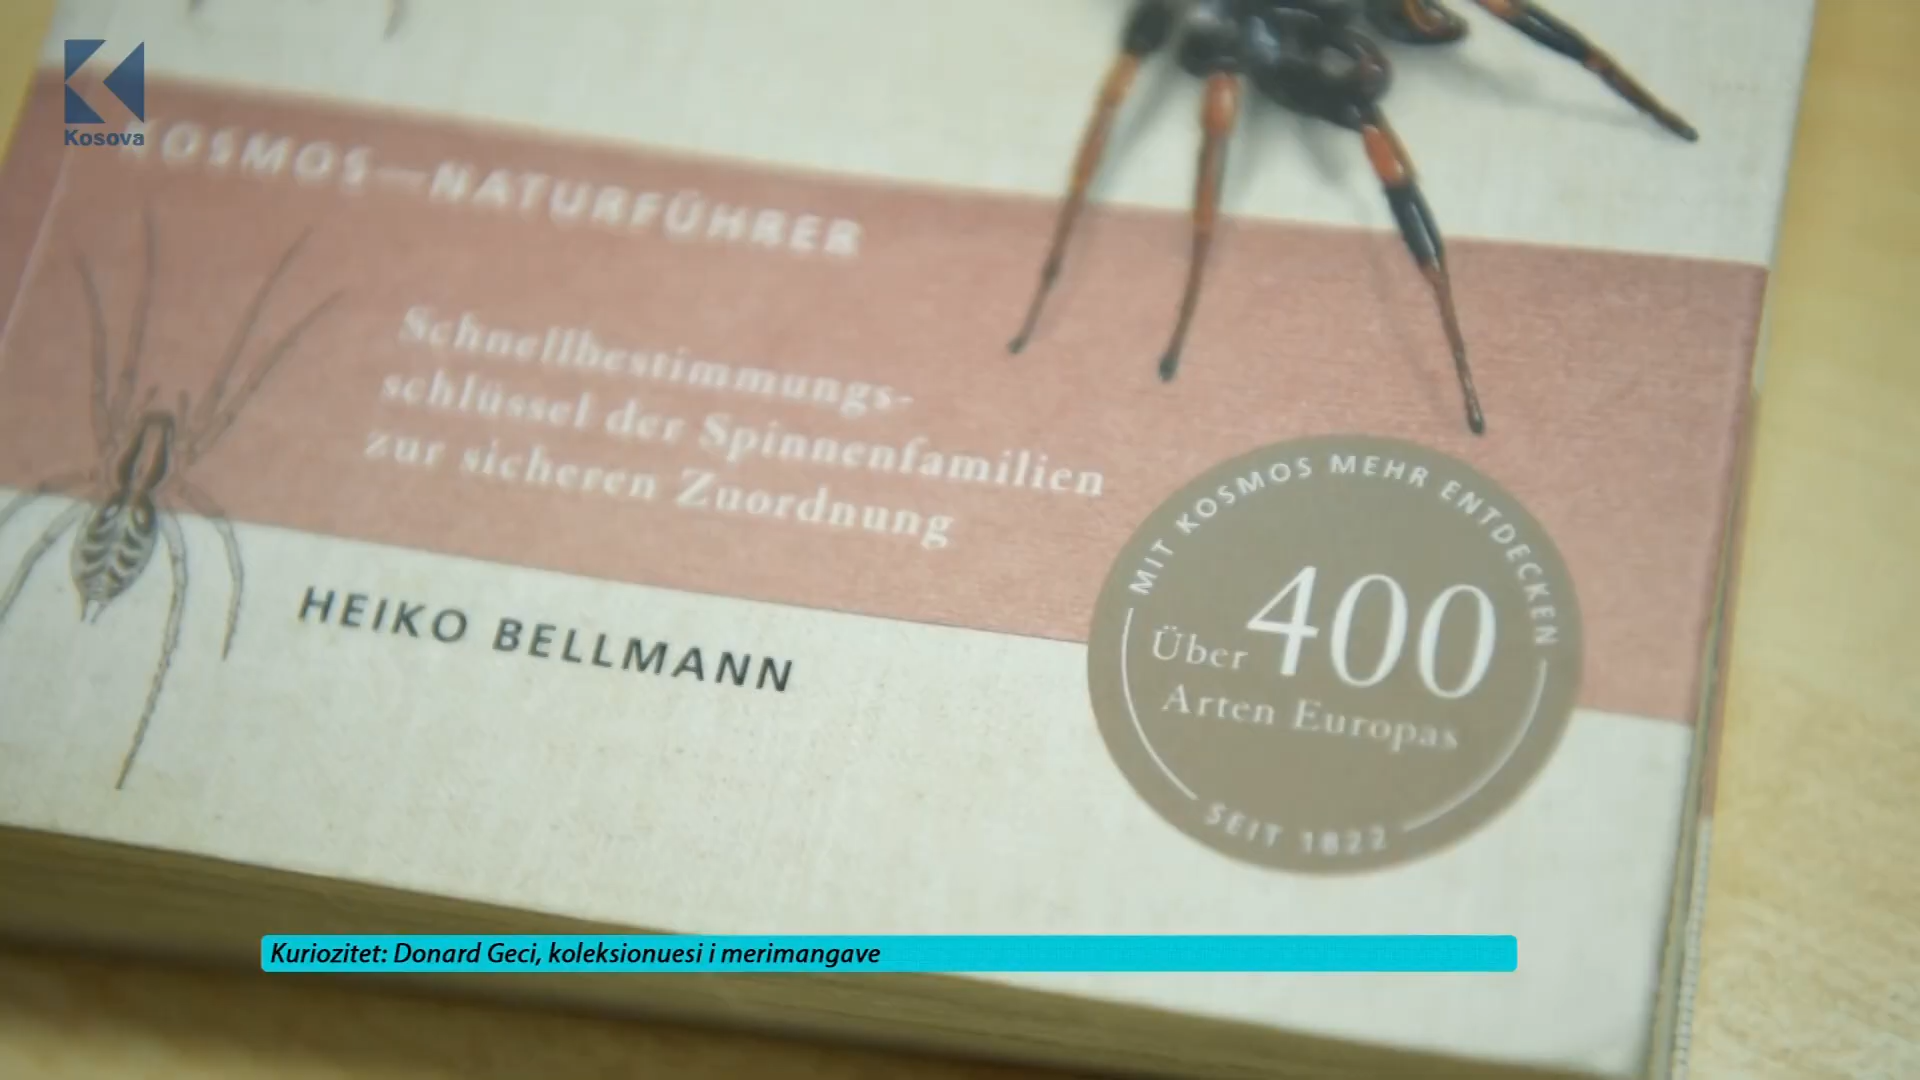 Kosova
KOSMOS—NATURFÜHRER
Schnellbestimmungs-
schlüssel der Spinnenfamilien
zur sicheren Zuordnung
HEIKO BELLMANN
MIT KOSMOS MEHR ENTDECKEN
Über 400
Arten Europas
SEIT 1822
Kuriozitet: Donard Geci, koleksionuesi i merimangave